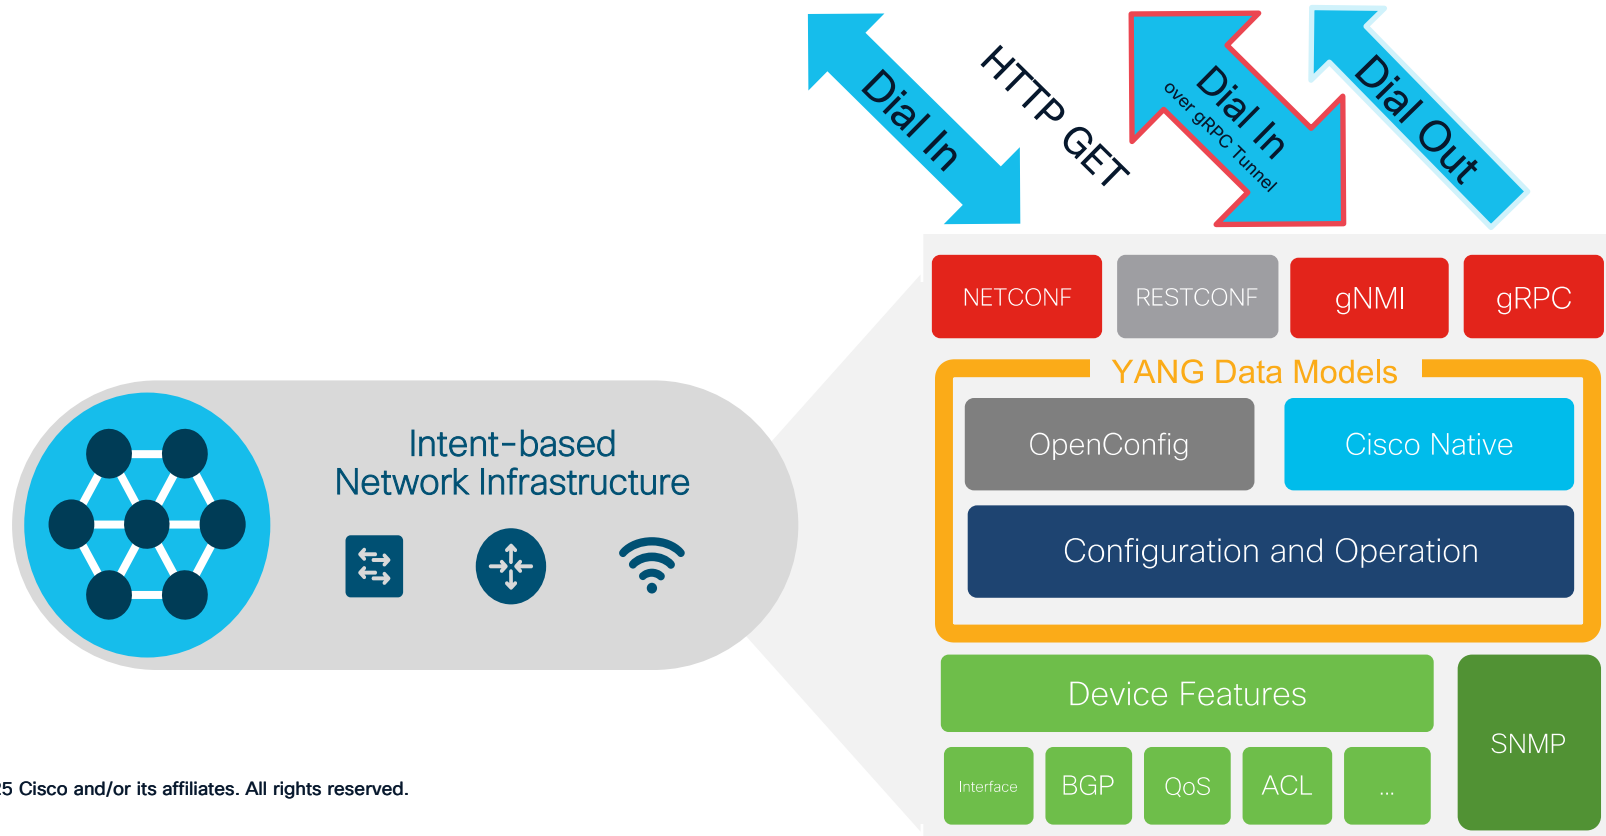 Dial In
HTTP GET
Dial In
over gRPC Tunnel
Dial Out
NETCONF
RESTCONF
gNMI
gRPC
YANG Data Models
OpenConfig
Cisco Native
Configuration and Operation
Intent-based
Network Infrastructure
Device Features
SNMP
Interface
BGP
QoS
ACL
...
25 Cisco and/or its affiliates. All rights reserved.